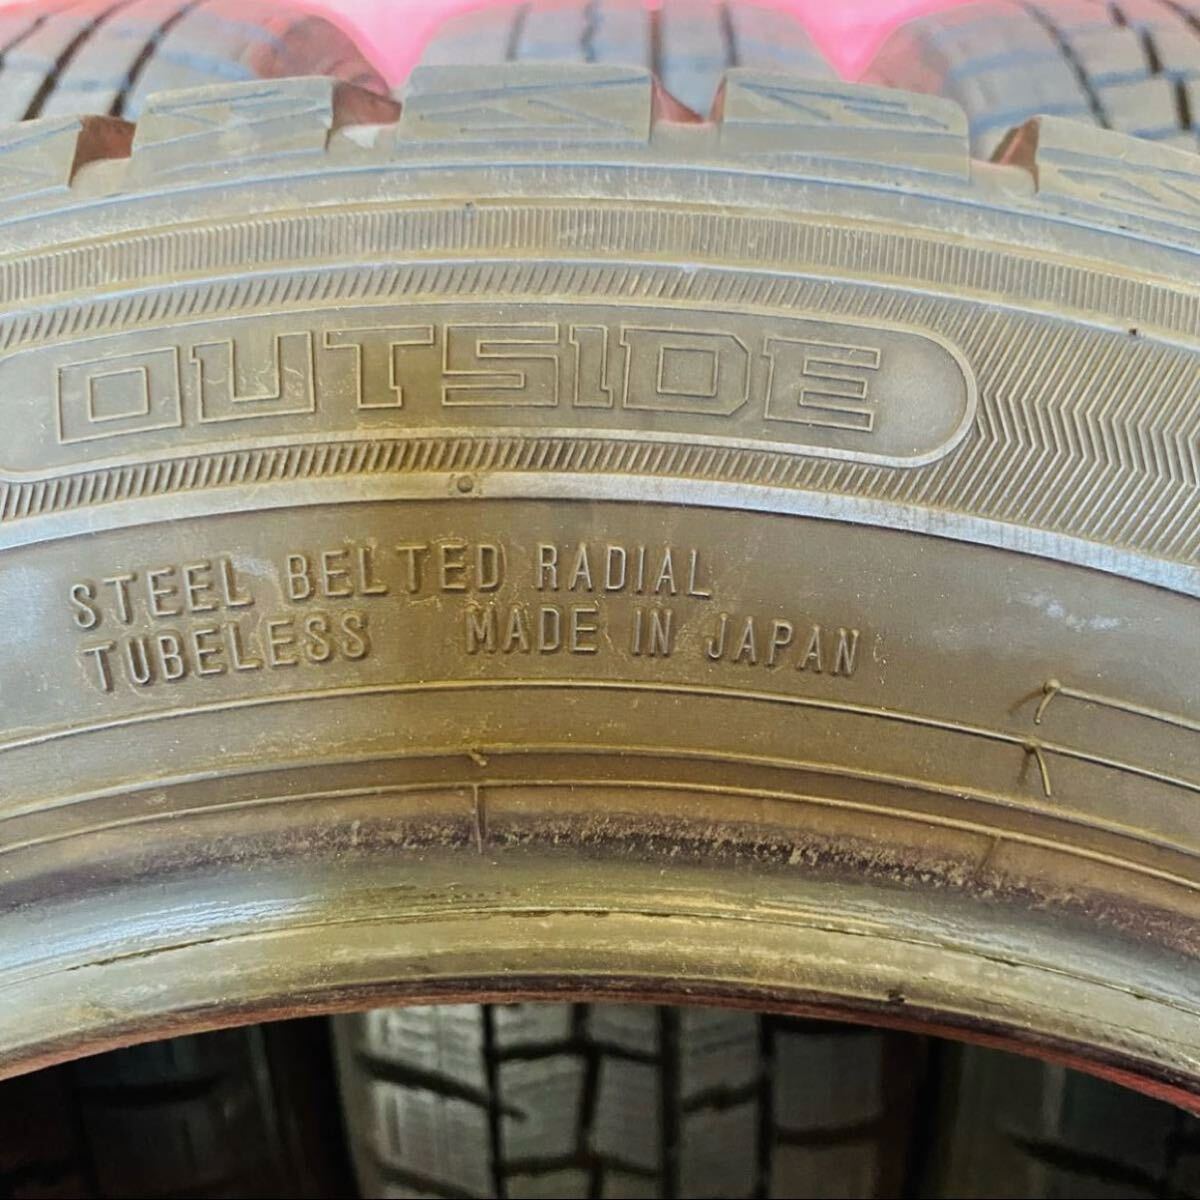 OUTSIDE
STEEL BELTED RADIAL
TUBELESS MADE IN JAPAN